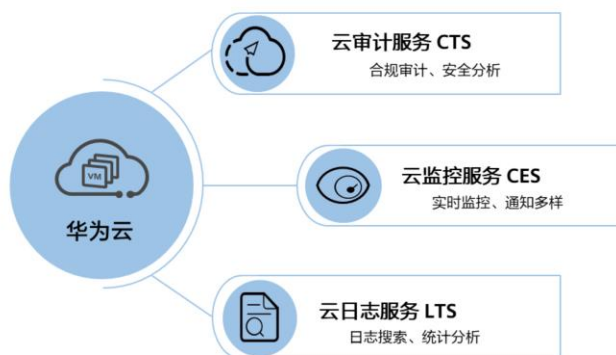 云审计服务 CTS
合规审计、安全分析
VM
华为云
云监控服务 CES
实时监控、通知多样
云日志服务 LTS
日志搜索、统计分析